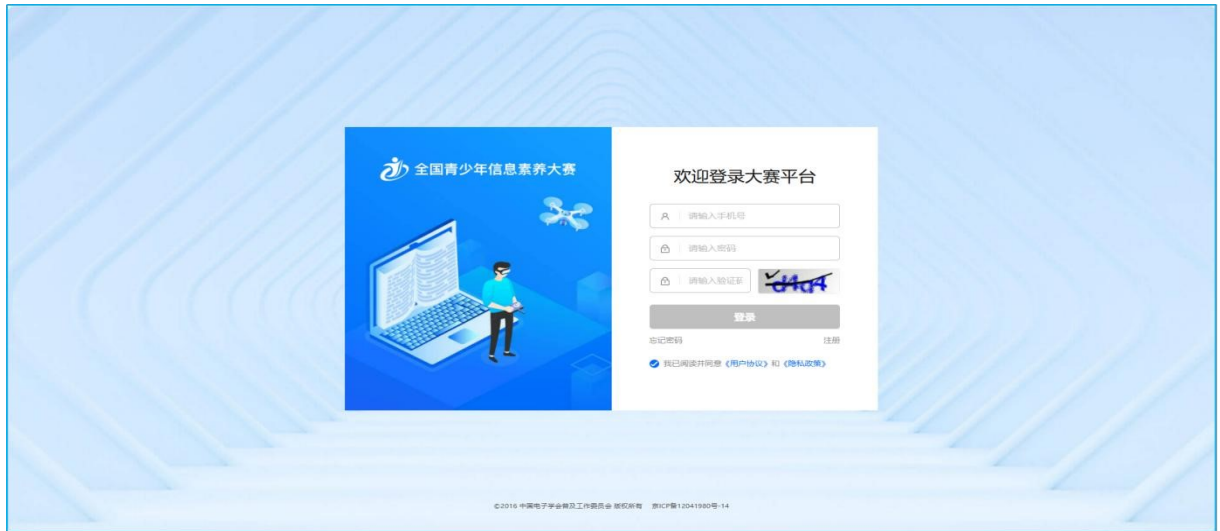 全国青少年信息素养大赛
欢迎登录大赛平台
请输入手机号
请输入密码
请输入验证码
d4q4
登录
忘记密码 注册
我已阅读并同意《用户协议》和《隐私政策》
©2016 中国电子学会普及工作委员会 版权所有 京ICP备12041980号-14